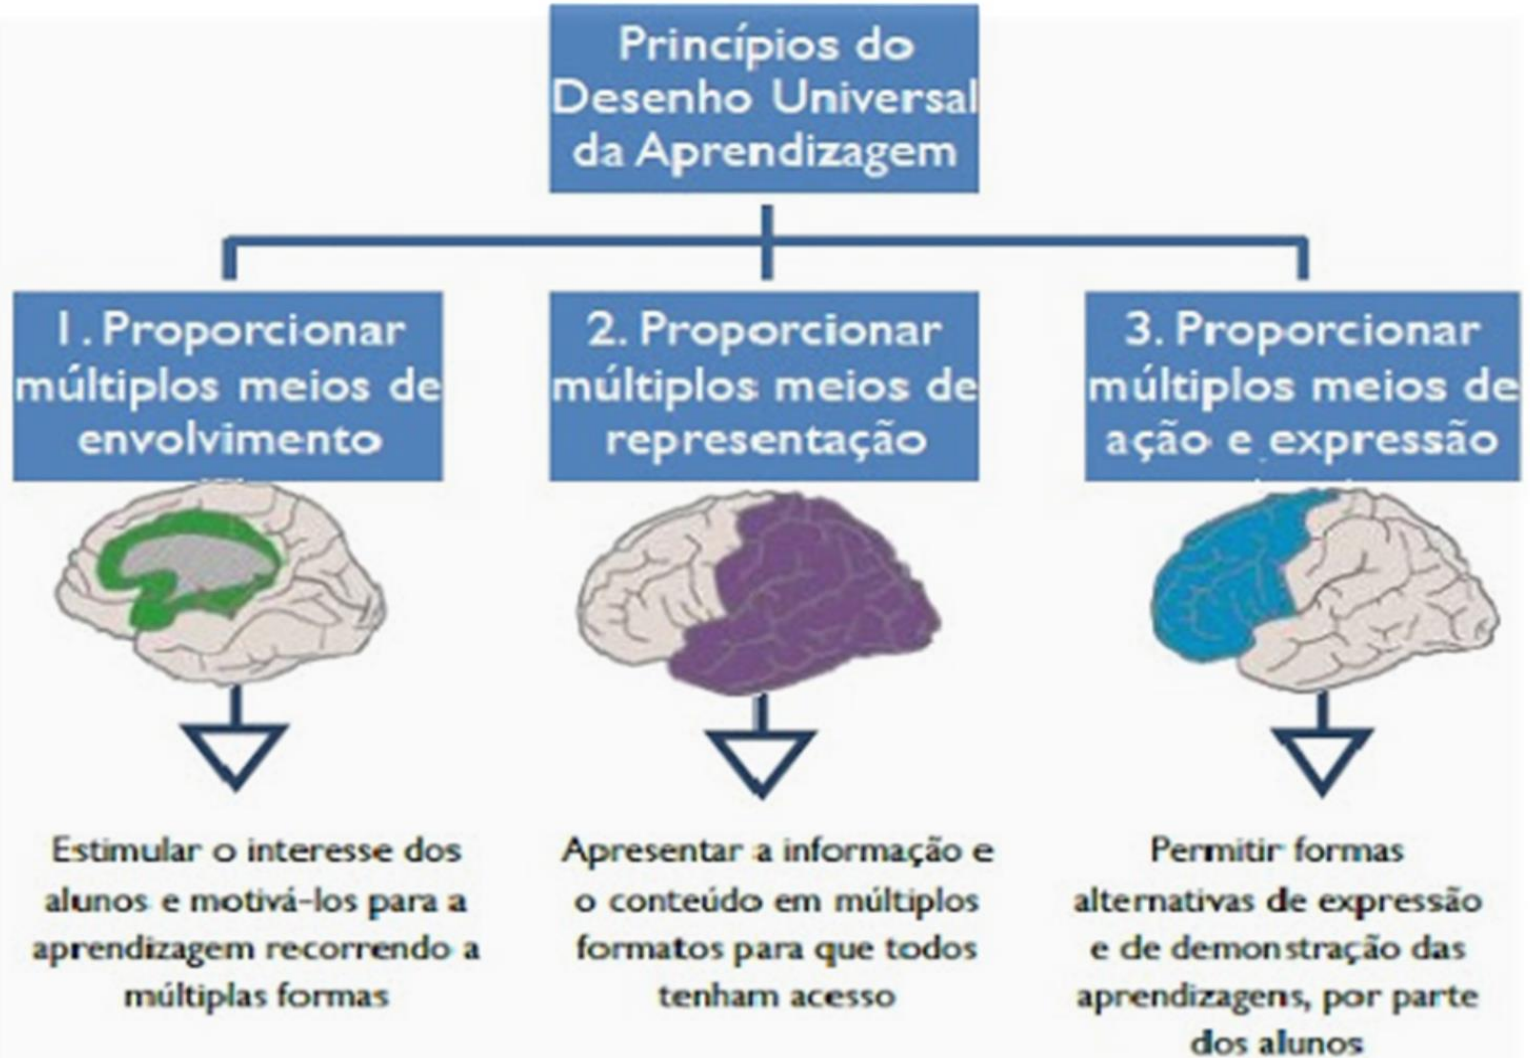 Princípios do
Desenho Universal
da Aprendizagem
1. Proporcionar
múltiplos meios de
envolvimento
2. Proporcionar
múltiplos meios de
representação
3. Proporcionar
múltiplos meios de
ação e expressão
Estimular o interesse dos
alunos e motivá-los para a
aprendizagem recorrendo a
múltiplas formas
Apresentar a informação e
o conteúdo em múltiplos
formatos para que todos
tenham acesso
Permitir formas
alternativas de expressão
e de demonstração das
aprendizagens, por parte
dos alunos